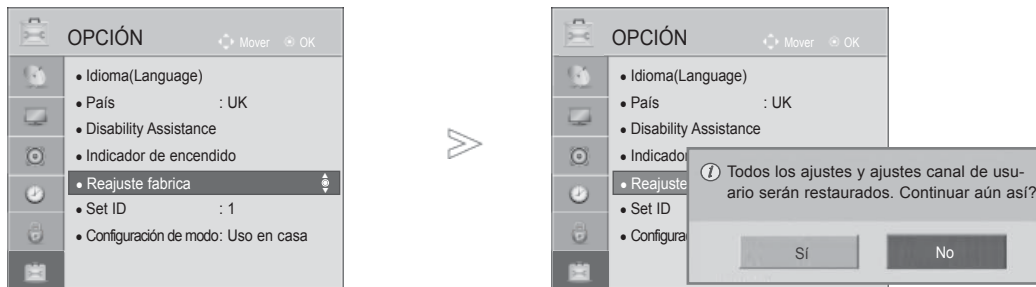 OPCIÓN Mover OK
• Idioma(Language)
• País : UK
• Disability Assistance
• Indicador de encendido
• Reajuste fabrica
• Set ID : 1
• Configuración de modo: Uso en casa
OPCIÓN Mover OK
• Idioma(Language)
• País : UK
• Disability Assistance
• Indicador
• Reajuste
• Set ID
• Configura
Todos los ajustes y ajustes canal de usu-
ario serán restaurados. Continuar aún así?
Sí No